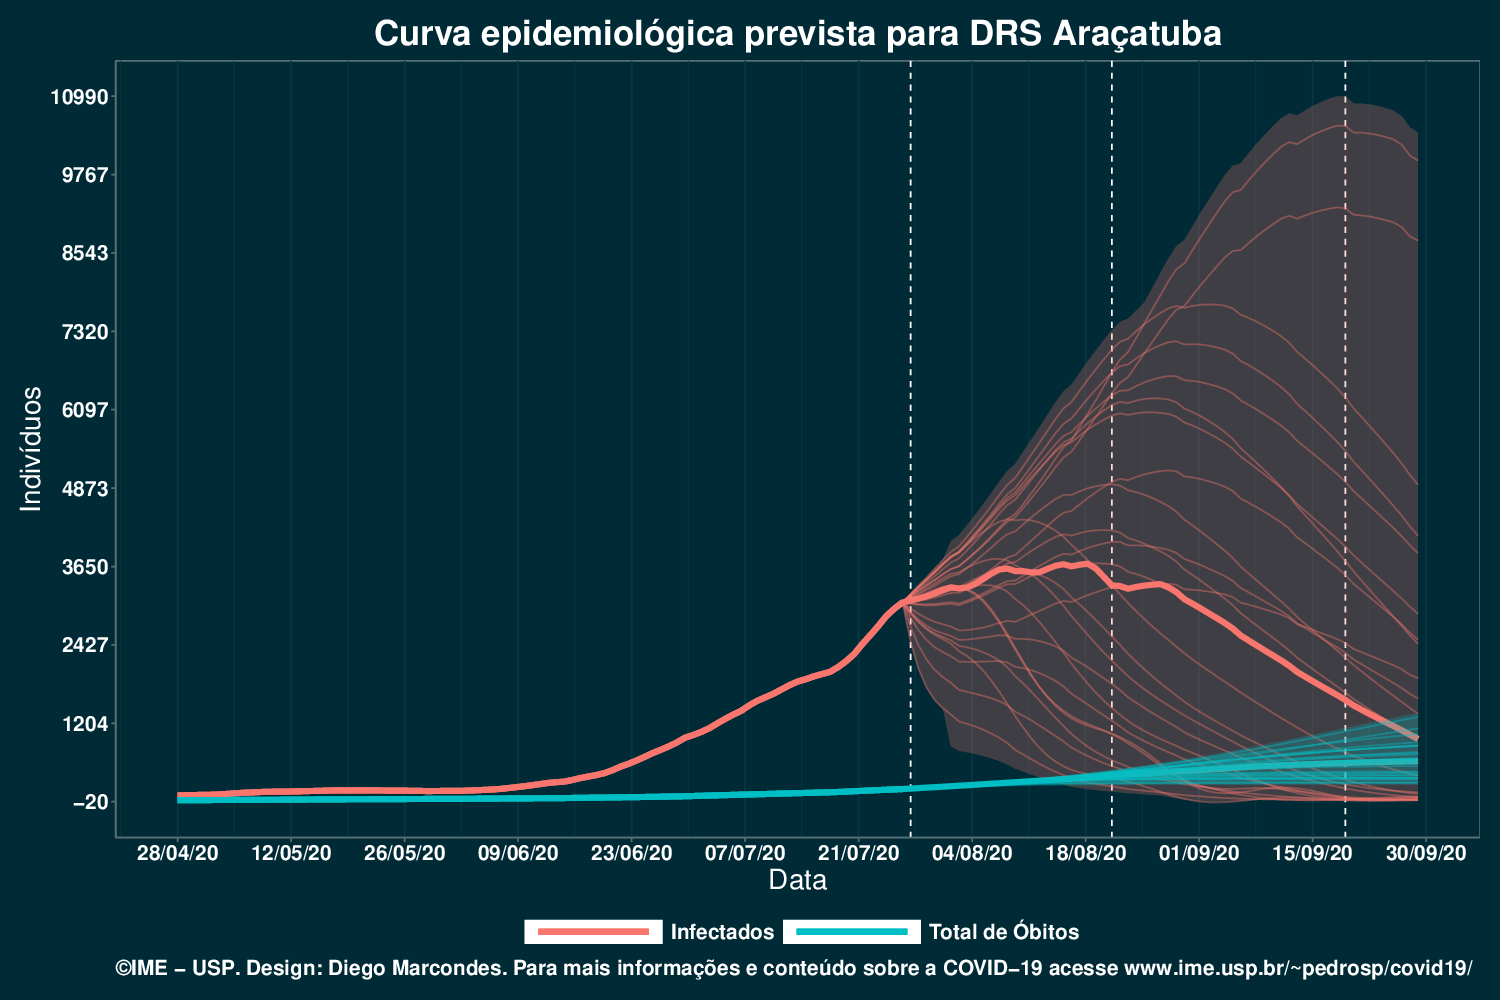 Curva epidemiológica prevista para DRS Araçatuba
10990
9767
8543
7320
6097
4873
3650
2427
1204
−20
Indivíduos
28/04/20 12/05/20 26/05/20 09/06/20 23/06/20 07/07/20 21/07/20 04/08/20 18/08/20 01/09/20 15/09/20 30/09/20
Data
Infectados Total de Óbitos
©IME − USP. Design: Diego Marcondes. Para mais informações e conteúdo sobre a COVID−19 acesse www.ime.usp.br/~pedrosp/covid19/